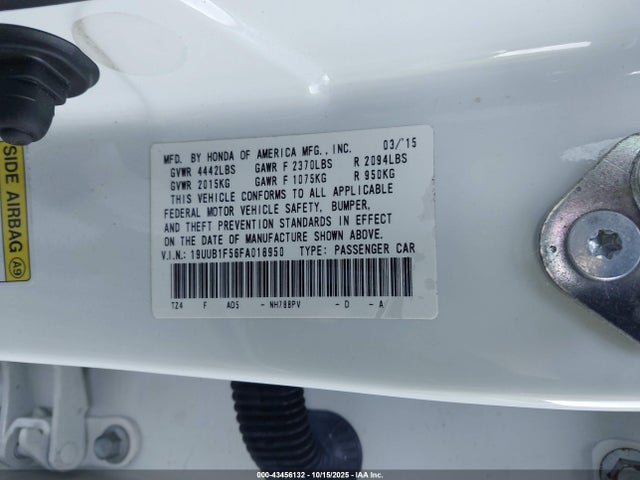 SIDE AIRBAG A9
MFD. BY HONDA OF AMERICA MFG., INC. 03/'15
GVWR 4442LBS GAWR F 2370LBS R 2094LBS
GVWR 2015KG GAWR F 1075KG R 950KG
THIS VEHICLE CONFORMS TO ALL APPLICABLE
FEDERAL MOTOR VEHICLE SAFETY, BUMPER,
AND THEFT PREVENTION STANDARDS IN EFFECT
ON THE DATE OF MANUFACTURE SHOWN ABOVE.
V.I.N.: 19UUB1F56FA018950 TYPE: PASSENGER CAR
T24 F AD5 - NH788PV - D - A
000-43456132 - 10/15/2025 - IAA Inc.